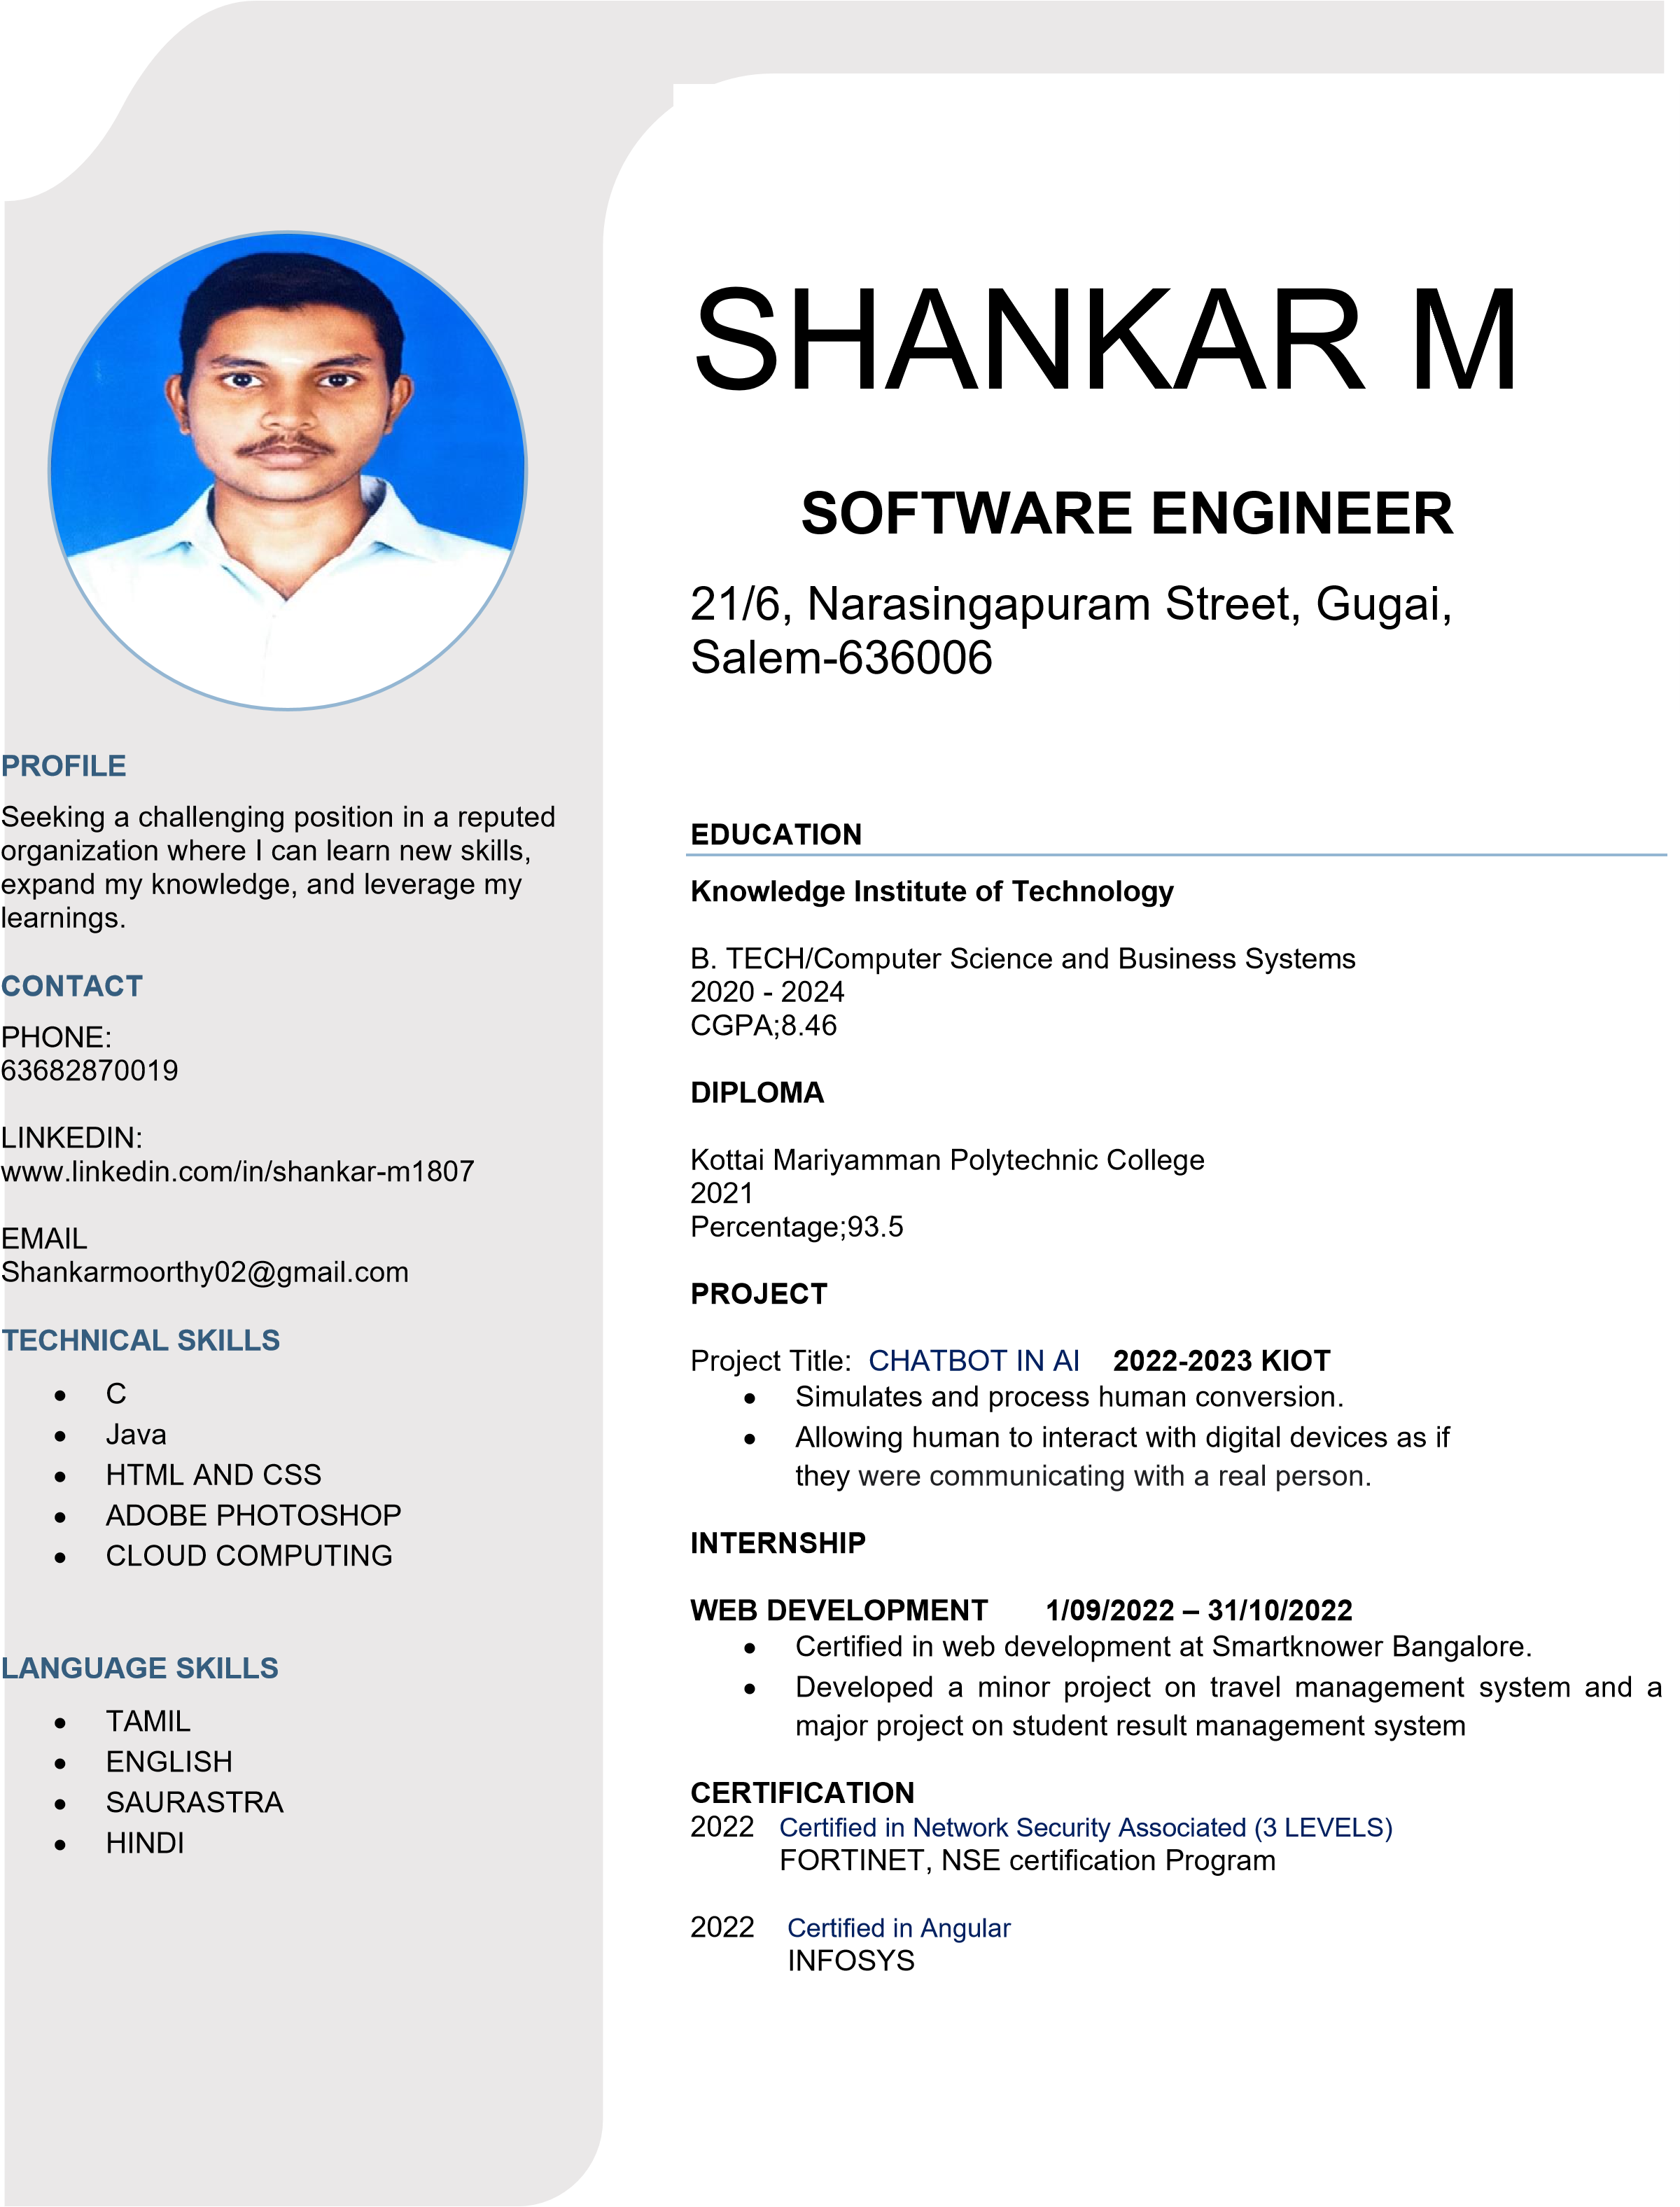 SHANKAR M
SOFTWARE ENGINEER
21/6, Narasingapuram Street, Gugai,
Salem-636006
PROFILE
Seeking a challenging position in a reputed
organization where I can learn new skills,
expand my knowledge, and leverage my
learnings.
CONTACT
PHONE:
63682870019
LINKEDIN:
www.linkedin.com/in/shankar-m1807
EMAIL
Shankarmoorthy02@gmail.com
TECHNICAL SKILLS
• C
• Java
• HTML AND CSS
• ADOBE PHOTOSHOP
• CLOUD COMPUTING
LANGUAGE SKILLS
• TAMIL
• ENGLISH
• SAURASTRA
• HINDI
EDUCATION
Knowledge Institute of Technology
B. TECH/Computer Science and Business Systems
2020 - 2024
CGPA;8.46
DIPLOMA
Kottai Mariyamman Polytechnic College
2021
Percentage;93.5
PROJECT
Project Title: CHATBOT IN AI 2022-2023 KIOT
• Simulates and process human conversion.
• Allowing human to interact with digital devices as if
they were communicating with a real person.
INTERNSHIP
WEB DEVELOPMENT 1/09/2022 – 31/10/2022
• Certified in web development at Smartknower Bangalore.
• Developed a minor project on travel management system and a
major project on student result management system
CERTIFICATION
2022 Certified in Network Security Associated (3 LEVELS)
FORTINET, NSE certification Program
2022 Certified in Angular
INFOSYS